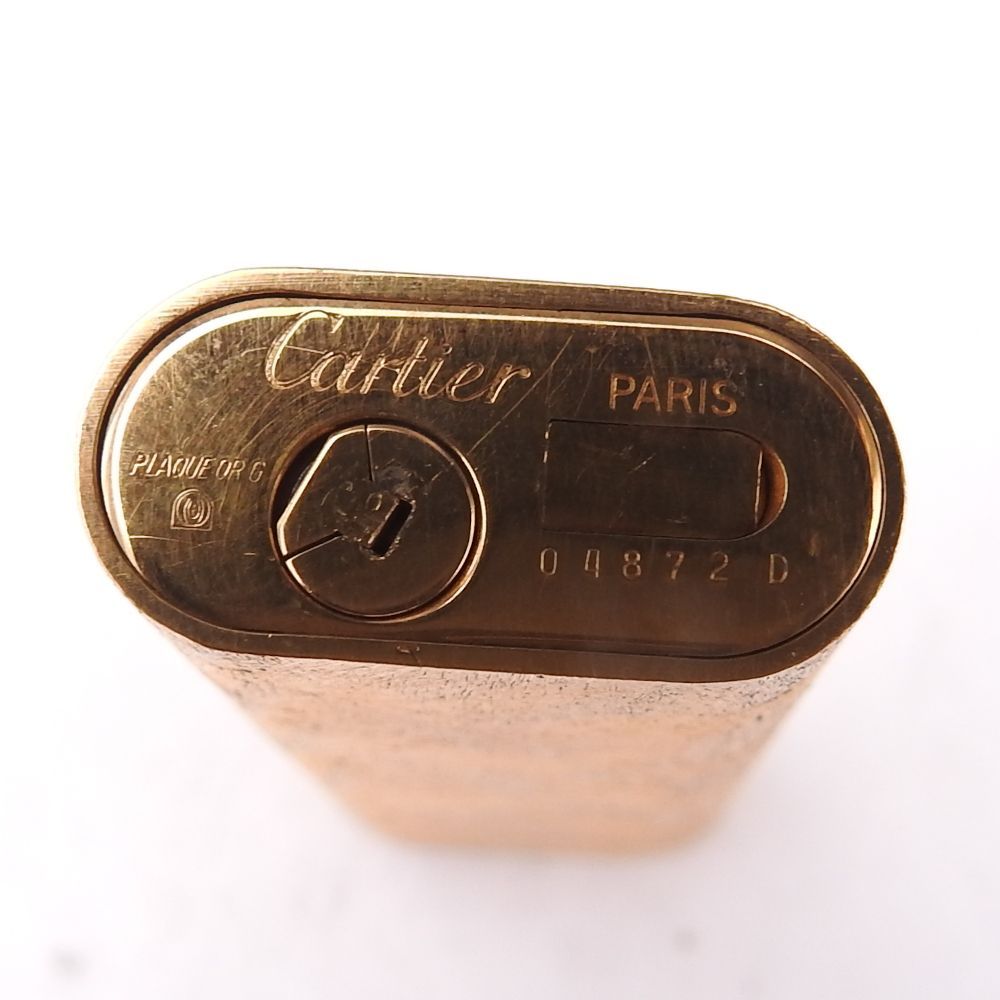 Cartier
PARIS
PLAQUE OR G
04872 D